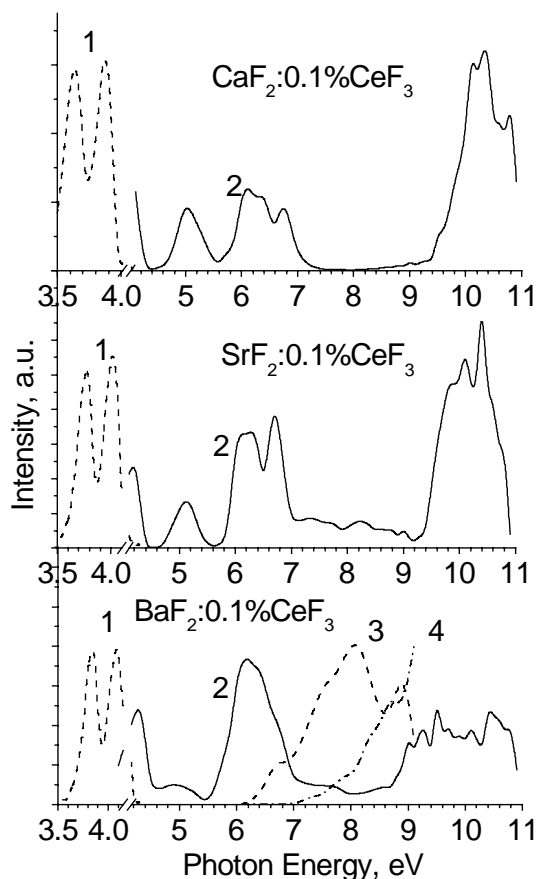 1
CaF₂:0.1%CeF₃
2
3.5 4.0 5 6 7 8 9 10 11
1
SrF₂:0.1%CeF₃
2
3.5 4.0 5 6 7 8 9 10 11
1
BaF₂:0.1%CeF₃
2
3
4
3.5 4.0 5 6 7 8 9 10 11
Intensity, a.u.
Photon Energy, eV